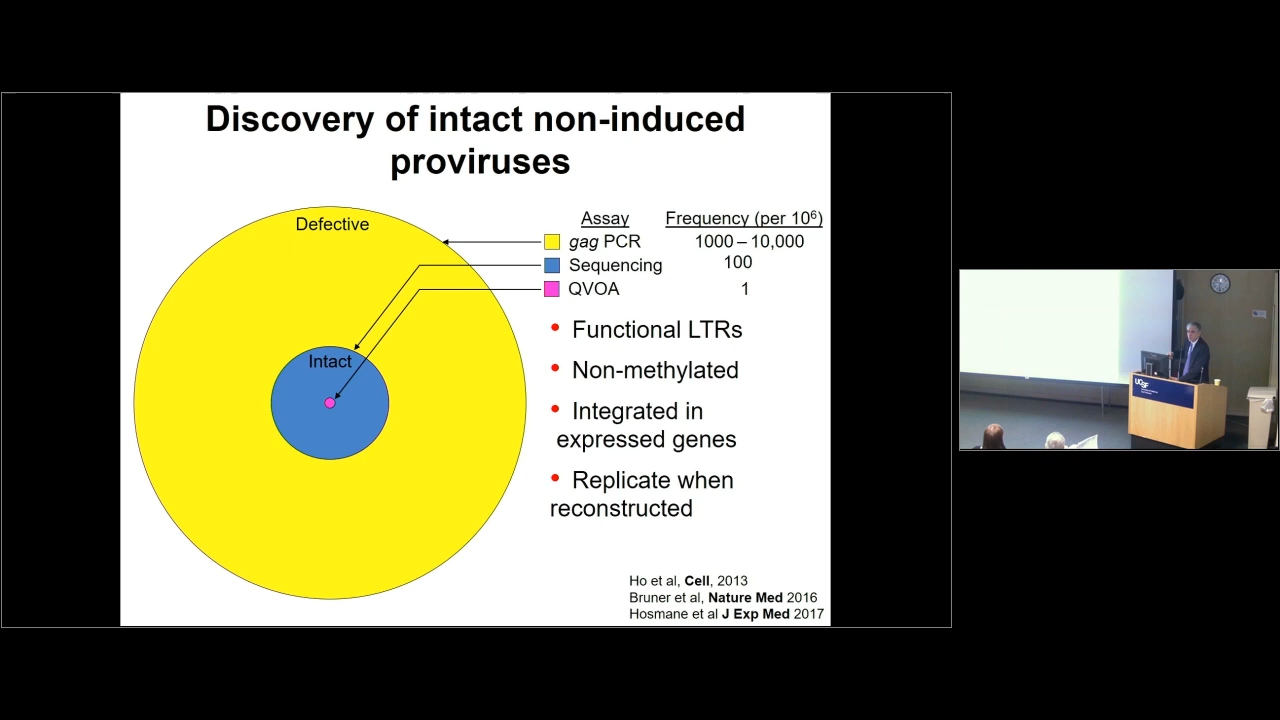 Discovery of intact non-induced
proviruses
Defective
Intact
Assay Frequency (per 10⁶)
gag PCR 1000 – 10,000
Sequencing 100
QVOA 1
• Functional LTRs
• Non-methylated
• Integrated in
expressed genes
• Replicate when
reconstructed
Ho et al, Cell, 2013
Bruner et al, Nature Med 2016
Hosmane et al J Exp Med 2017
UCSF